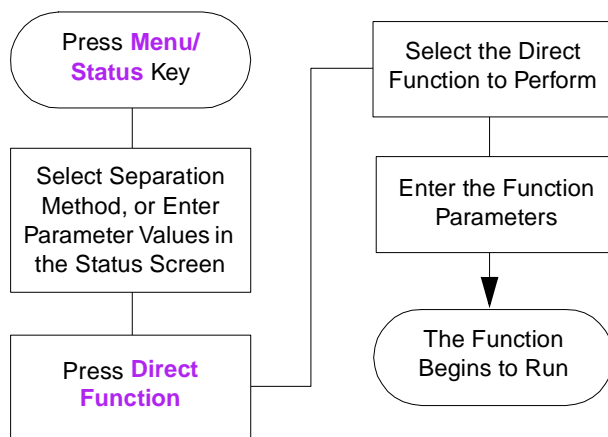 Press Menu/
Status Key
Select Separation
Method, or Enter
Parameter Values in
the Status Screen
Press Direct
Function
Select the Direct
Function to Perform
Enter the Function
Parameters
The Function
Begins to Run